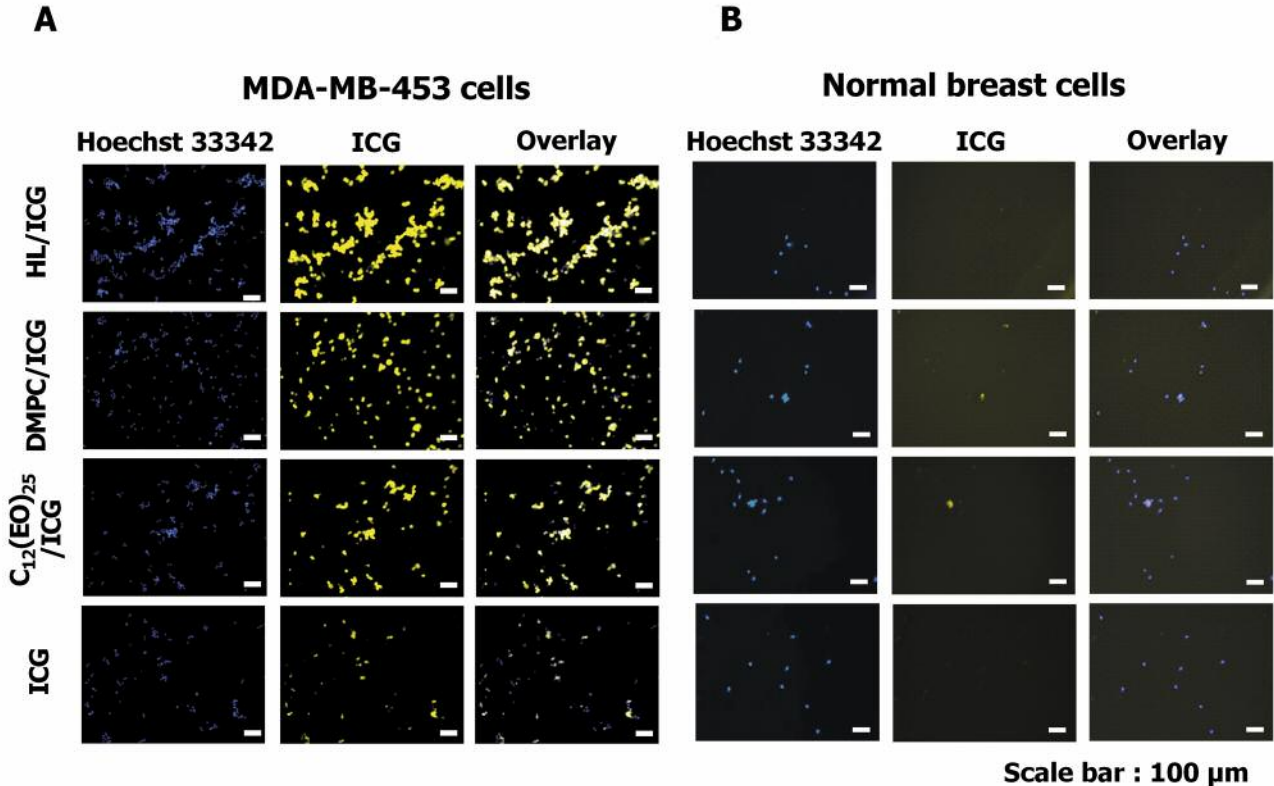 A
B
MDA-MB-453 cells
Normal breast cells
Hoechst 33342 ICG Overlay
Hoechst 33342 ICG Overlay
HL/ICG
DMPC/ICG
C₁₂(EO)₂₅
/ICG
ICG
Scale bar : 100 μm